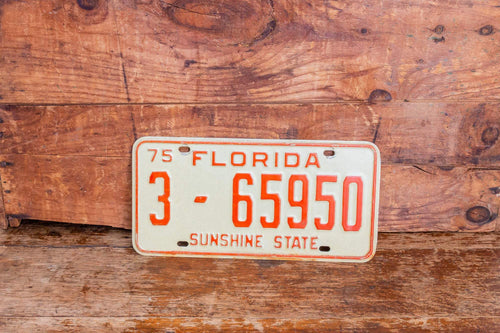 75 FLORIDA
3 - 65950
SUNSHINE STATE